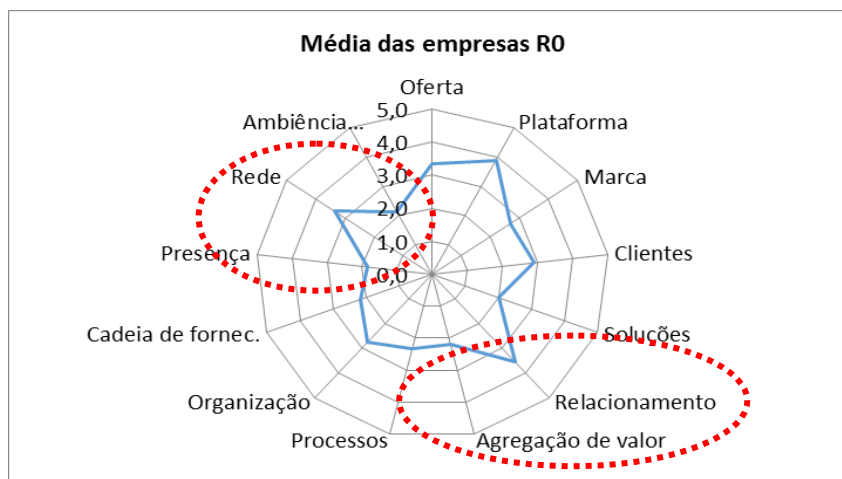 Média das empresas R0
Oferta
Plataforma
Marca
Clientes
Soluções
Relacionamento
Agregação de valor
Processos
Organização
Cadeia de fornec.
Presença
Rede
Ambiência...
5,0
4,0
3,0
2,0
1,0
0,0